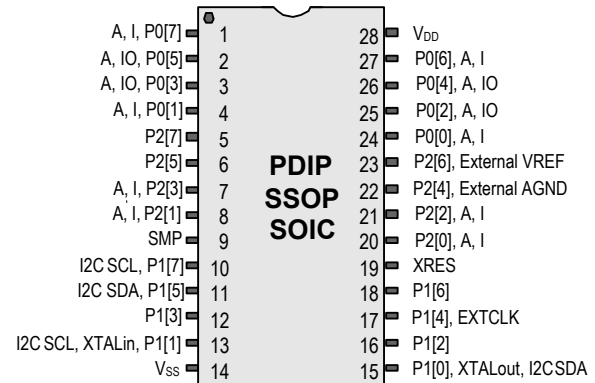 A, I, P0[7] 1 28 VDD
A, IO, P0[5] 2 27 P0[6], A, I
A, IO, P0[3] 3 26 P0[4], A, IO
A, I, P0[1] 4 25 P0[2], A, IO
P2[7] 5 24 P0[0], A, I
P2[5] 6 PDIP 23 P2[6], External VREF
A, I, P2[3] 7 SSOP 22 P2[4], External AGND
A, I, P2[1] 8 SOIC 21 P2[2], A, I
SMP 9 20 P2[0], A, I
I2C SCL, P1[7] 10 19 XRES
I2C SDA, P1[5] 11 18 P1[6]
P1[3] 12 17 P1[4], EXTCLK
I2C SCL, XTALin, P1[1] 13 16 P1[2]
Vss 14 15 P1[0], XTALout, I2C SDA